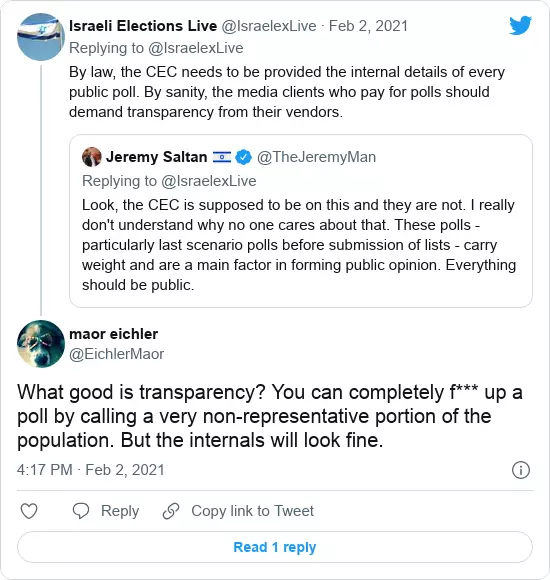 Israeli Elections Live @IsraelexLive · Feb 2, 2021
Replying to @IsraelexLive
By law, the CEC needs to be provided the internal details of every
public poll. By sanity, the media clients who pay for polls should
demand transparency from their vendors.
Jeremy Saltan 🇮🇱 @TheJeremyMan
Replying to @IsraelexLive
Look, the CEC is supposed to be on this and they are not. I really
don't understand why no one cares about that. These polls -
particularly last scenario polls before submission of lists - carry
weight and are a main factor in forming public opinion. Everything
should be public.
maor eichler
@EichlerMaor
What good is transparency? You can completely f*** up a
poll by calling a very non-representative portion of the
population. But the internals will look fine.
4:17 PM · Feb 2, 2021
Reply
Copy link to Tweet
Read 1 reply